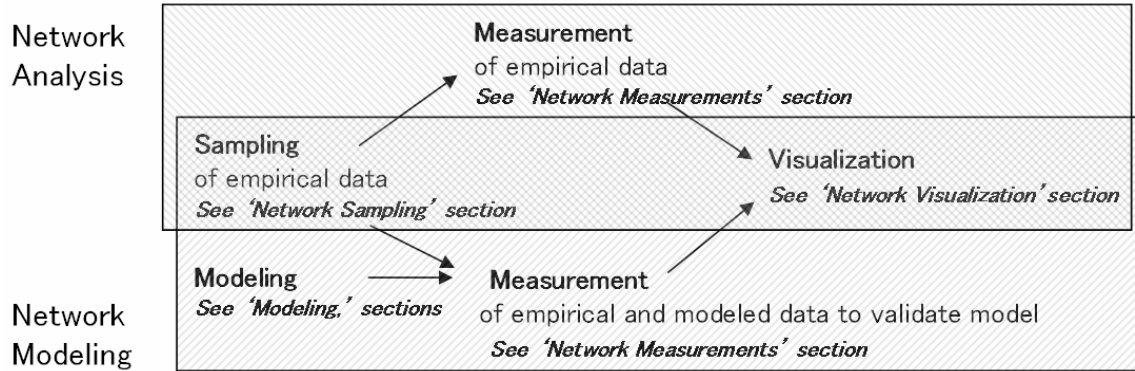 Network
Analysis
Measurement
of empirical data
See ‘Network Measurements’ section
Sampling
of empirical data
See ‘Network Sampling’ section
Visualization
See ‘Network Visualization’ section
Modeling
See ‘Modeling,’ sections
Measurement
of empirical and modeled data to validate model
See ‘Network Measurements’ section
Network
Modeling